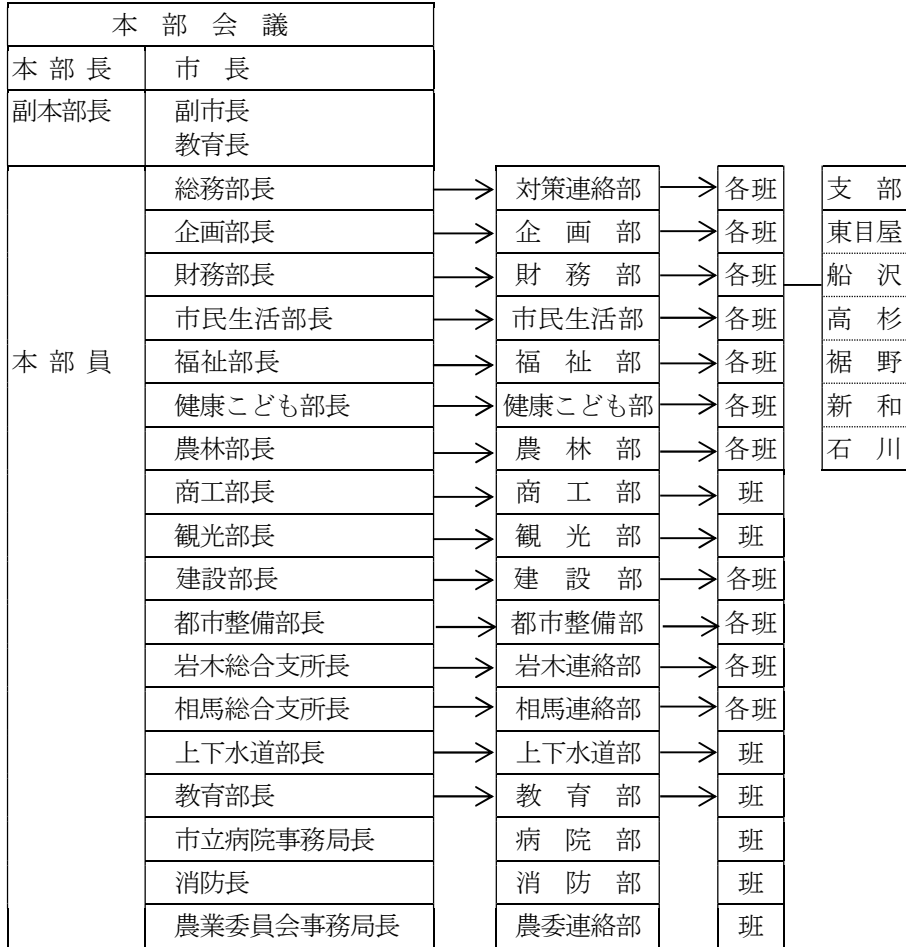 本 部 会 議
本 部 長 市 長
副本部長 副市長
教育長
総務部長 対策連絡部 各班 支 部
企画部長 企 画 部 各班 東目屋
財務部長 財 務 部 各班 船 沢
市民生活部長 市民生活部 各班 高 杉
本 部 員 福祉部長 福 祉 部 各班 裾 野
健康こども部長 健康こども部 各班 新 和
農林部長 農 林 部 各班 石 川
商工部長 商 工 部 班
観光部長 観 光 部 班
建設部長 建 設 部 各班
都市整備部長 都市整備部 各班
岩木総合支所長 岩木連絡部 各班
相馬総合支所長 相馬連絡部 各班
上下水道部長 上下水道部 班
教育部長 教 育 部 班
市立病院事務局長 病 院 部 班
消防長 消 防 部 班
農業委員会事務局長 農委連絡部 班